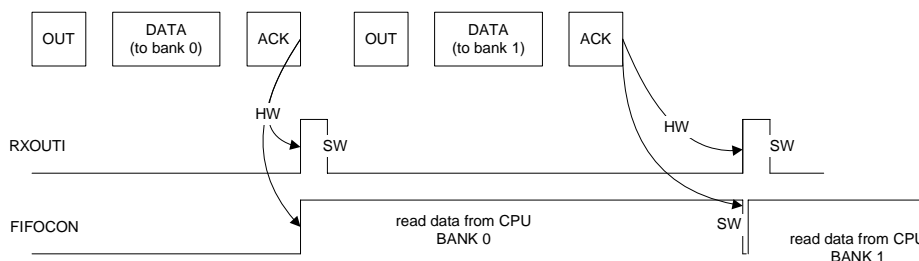 OUT
DATA
(to bank 0)
ACK
OUT
DATA
(to bank 1)
ACK
HW
HW
RXOUTI
SW
SW
FIFOCON
read data from CPU
BANK 0
SW
read data from CPU
BANK 1